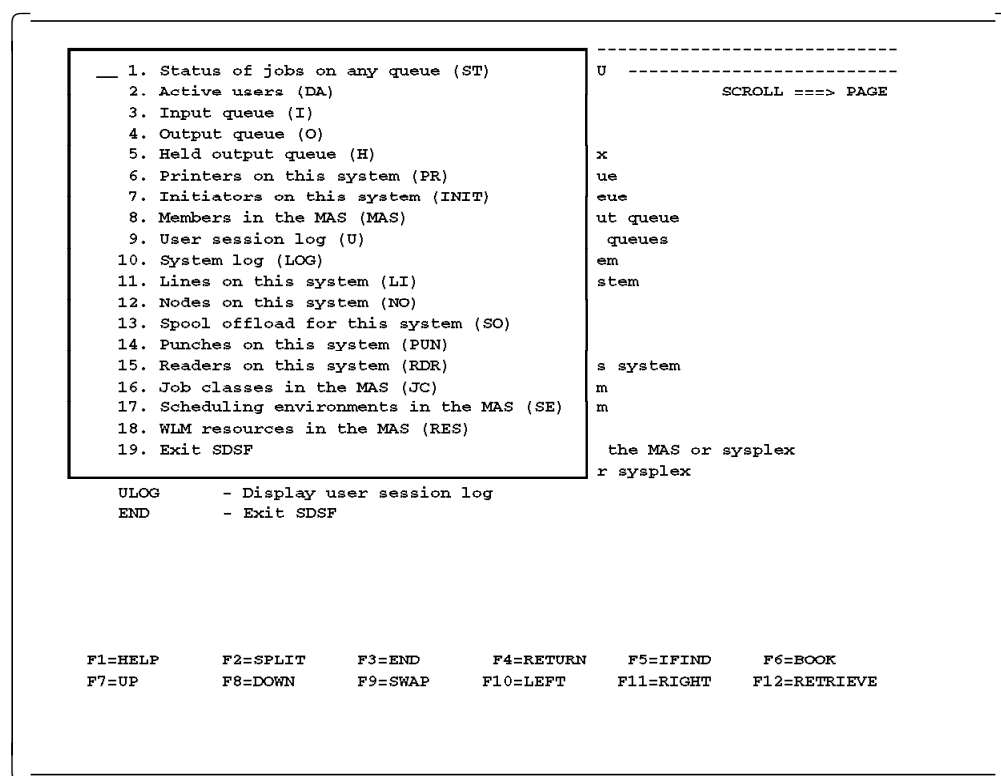 ----------------------------
__ 1. Status of jobs on any queue (ST) U --------------------------
2. Active users (DA) SCROLL ===> PAGE
3. Input queue (I)
4. Output queue (O)
5. Held output queue (H) x
6. Printers on this system (PR) ue
7. Initiators on this system (INIT) eue
8. Members in the MAS (MAS) ut queue
9. User session log (U) queues
10. System log (LOG) em
11. Lines on this system (LI) stem
12. Nodes on this system (NO)
13. Spool offload for this system (SO)
14. Punches on this system (PUN)
15. Readers on this system (RDR) s system
16. Job classes in the MAS (JC) m
17. Scheduling environments in the MAS (SE) m
18. WLM resources in the MAS (RES)
19. Exit SDSF the MAS or sysplex
r sysplex
ULOG - Display user session log
END - Exit SDSF
F1=HELP F2=SPLIT F3=END F4=RETURN F5=IFIND F6=BOOK
F7=UP F8=DOWN F9=SWAP F10=LEFT F11=RIGHT F12=RETRIEVE